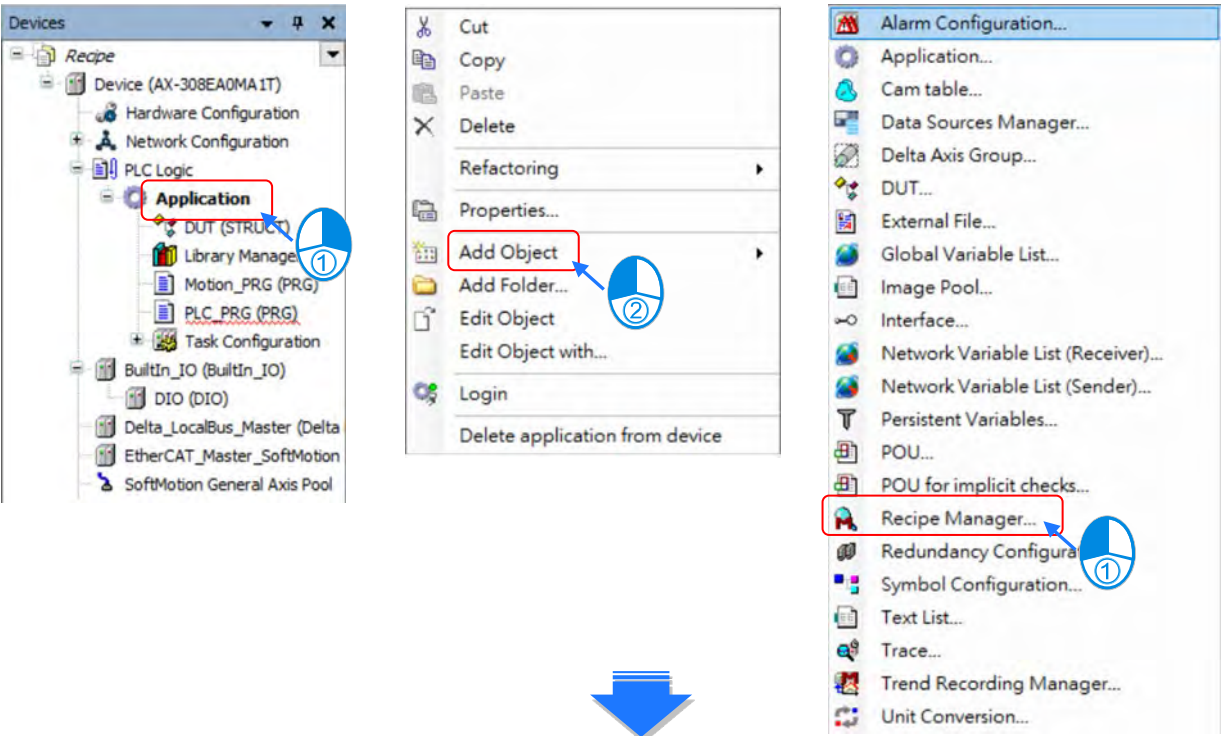 Devices
Recipe
Device (AX-308EA0MA1T)
Hardware Configuration
Network Configuration
PLC Logic
Application
DUT (STRUCT)
Library Manage
Motion_PRG (PRG)
PLC_PRG (PRG)
Task Configuration
BuiltIn_IO (BuiltIn_IO)
DIO (DIO)
Delta_LocalBus_Master (Delta
EtherCAT_Master_SoftMotion
SoftMotion General Axis Pool
①
Cut
Copy
Paste
Delete
Refactoring
Properties...
Add Object
Add Folder...
Edit Object
Edit Object with...
Login
Delete application from device
②
Alarm Configuration...
Application...
Cam table...
Data Sources Manager...
Delta Axis Group...
DUT...
External File...
Global Variable List...
Image Pool...
Interface...
Network Variable List (Receiver)...
Network Variable List (Sender)...
Persistent Variables...
POU...
POU for implicit checks...
Recipe Manager...
Redundancy Configura
Symbol Configuration...
Text List...
Trace...
Trend Recording Manager...
Unit Conversion...
①